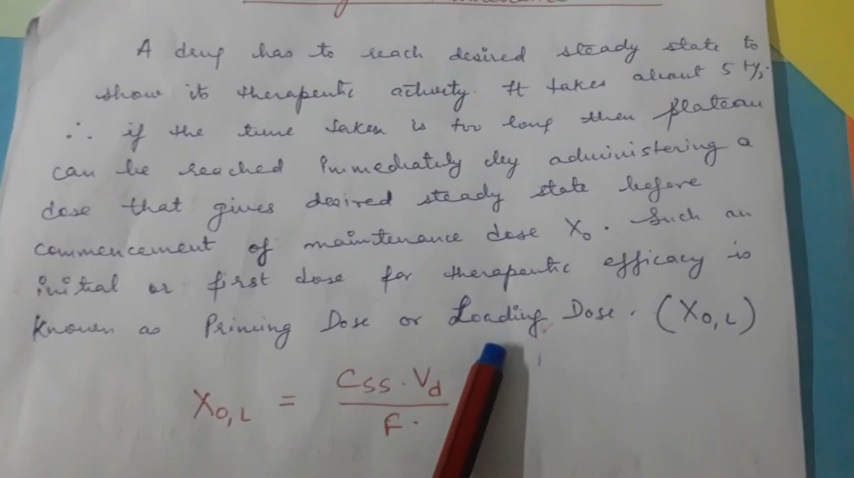 A drug has to reach desired steady state to
show its therapeutic activity. It takes about 5 t½.
∴ if the time taken is too long then plateau
can be reached immediately by administering a
dose that gives desired steady state before
commencement of maintenance dose X₀. Such an
initial or first dose for therapeutic efficacy is
known as Priming Dose or Loading Dose. (X₀,L)
X₀,L = Css.Vd / F.